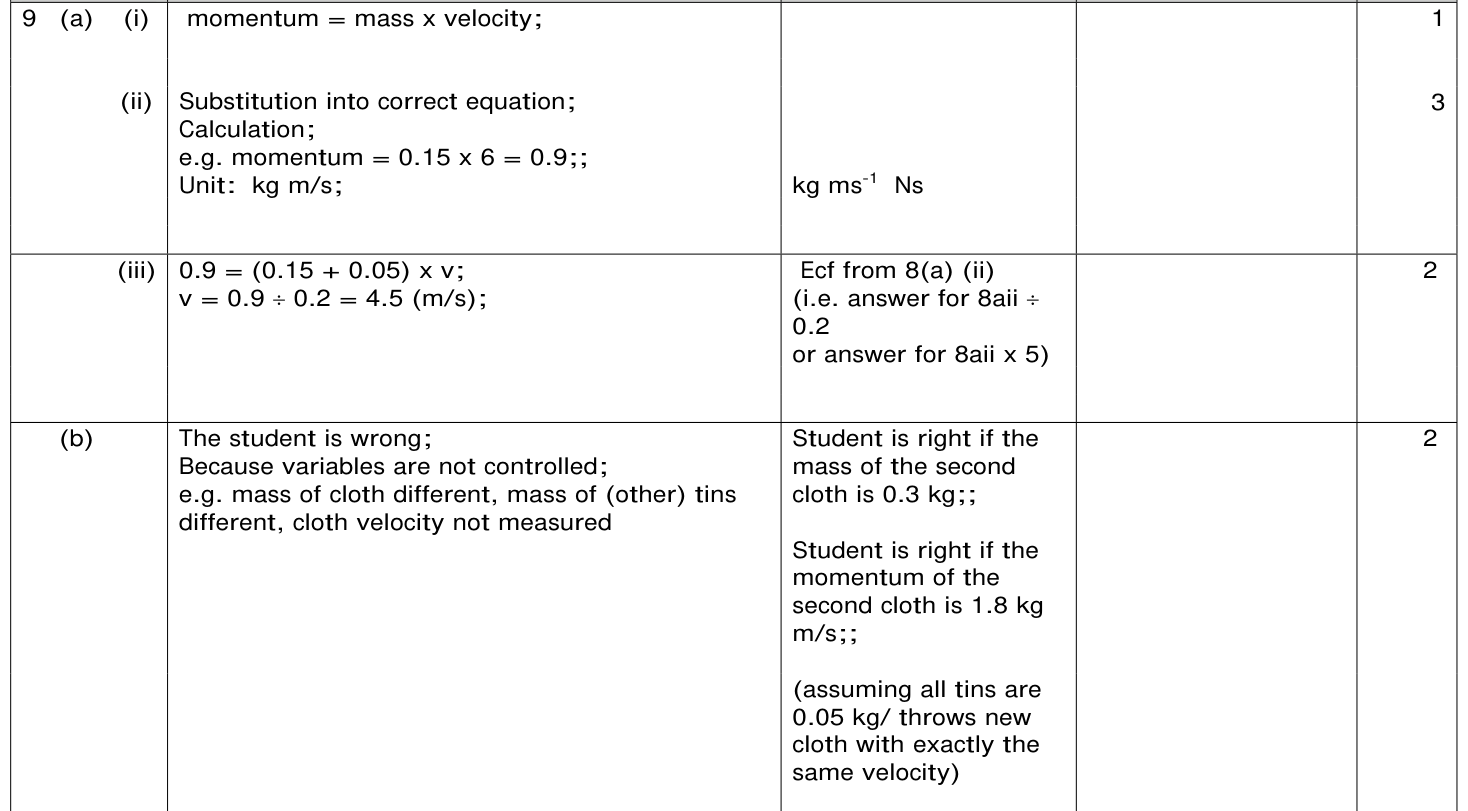 9 (a) (i) momentum = mass x velocity; 1
(ii) Substitution into correct equation; 3
Calculation;
e.g. momentum = 0.15 x 6 = 0.9;;
Unit: kg m/s; kg ms⁻¹ Ns
(iii) 0.9 = (0.15 + 0.05) x v; Ecf from 8(a) (ii) 2
v = 0.9 ÷ 0.2 = 4.5 (m/s); (i.e. answer for 8aii ÷
0.2
or answer for 8aii x 5)
(b) The student is wrong; Student is right if the 2
Because variables are not controlled; mass of the second
e.g. mass of cloth different, mass of (other) tins cloth is 0.3 kg;;
different, cloth velocity not measured
Student is right if the
momentum of the
second cloth is 1.8 kg
m/s;;
(assuming all tins are
0.05 kg/ throws new
cloth with exactly the
same velocity)